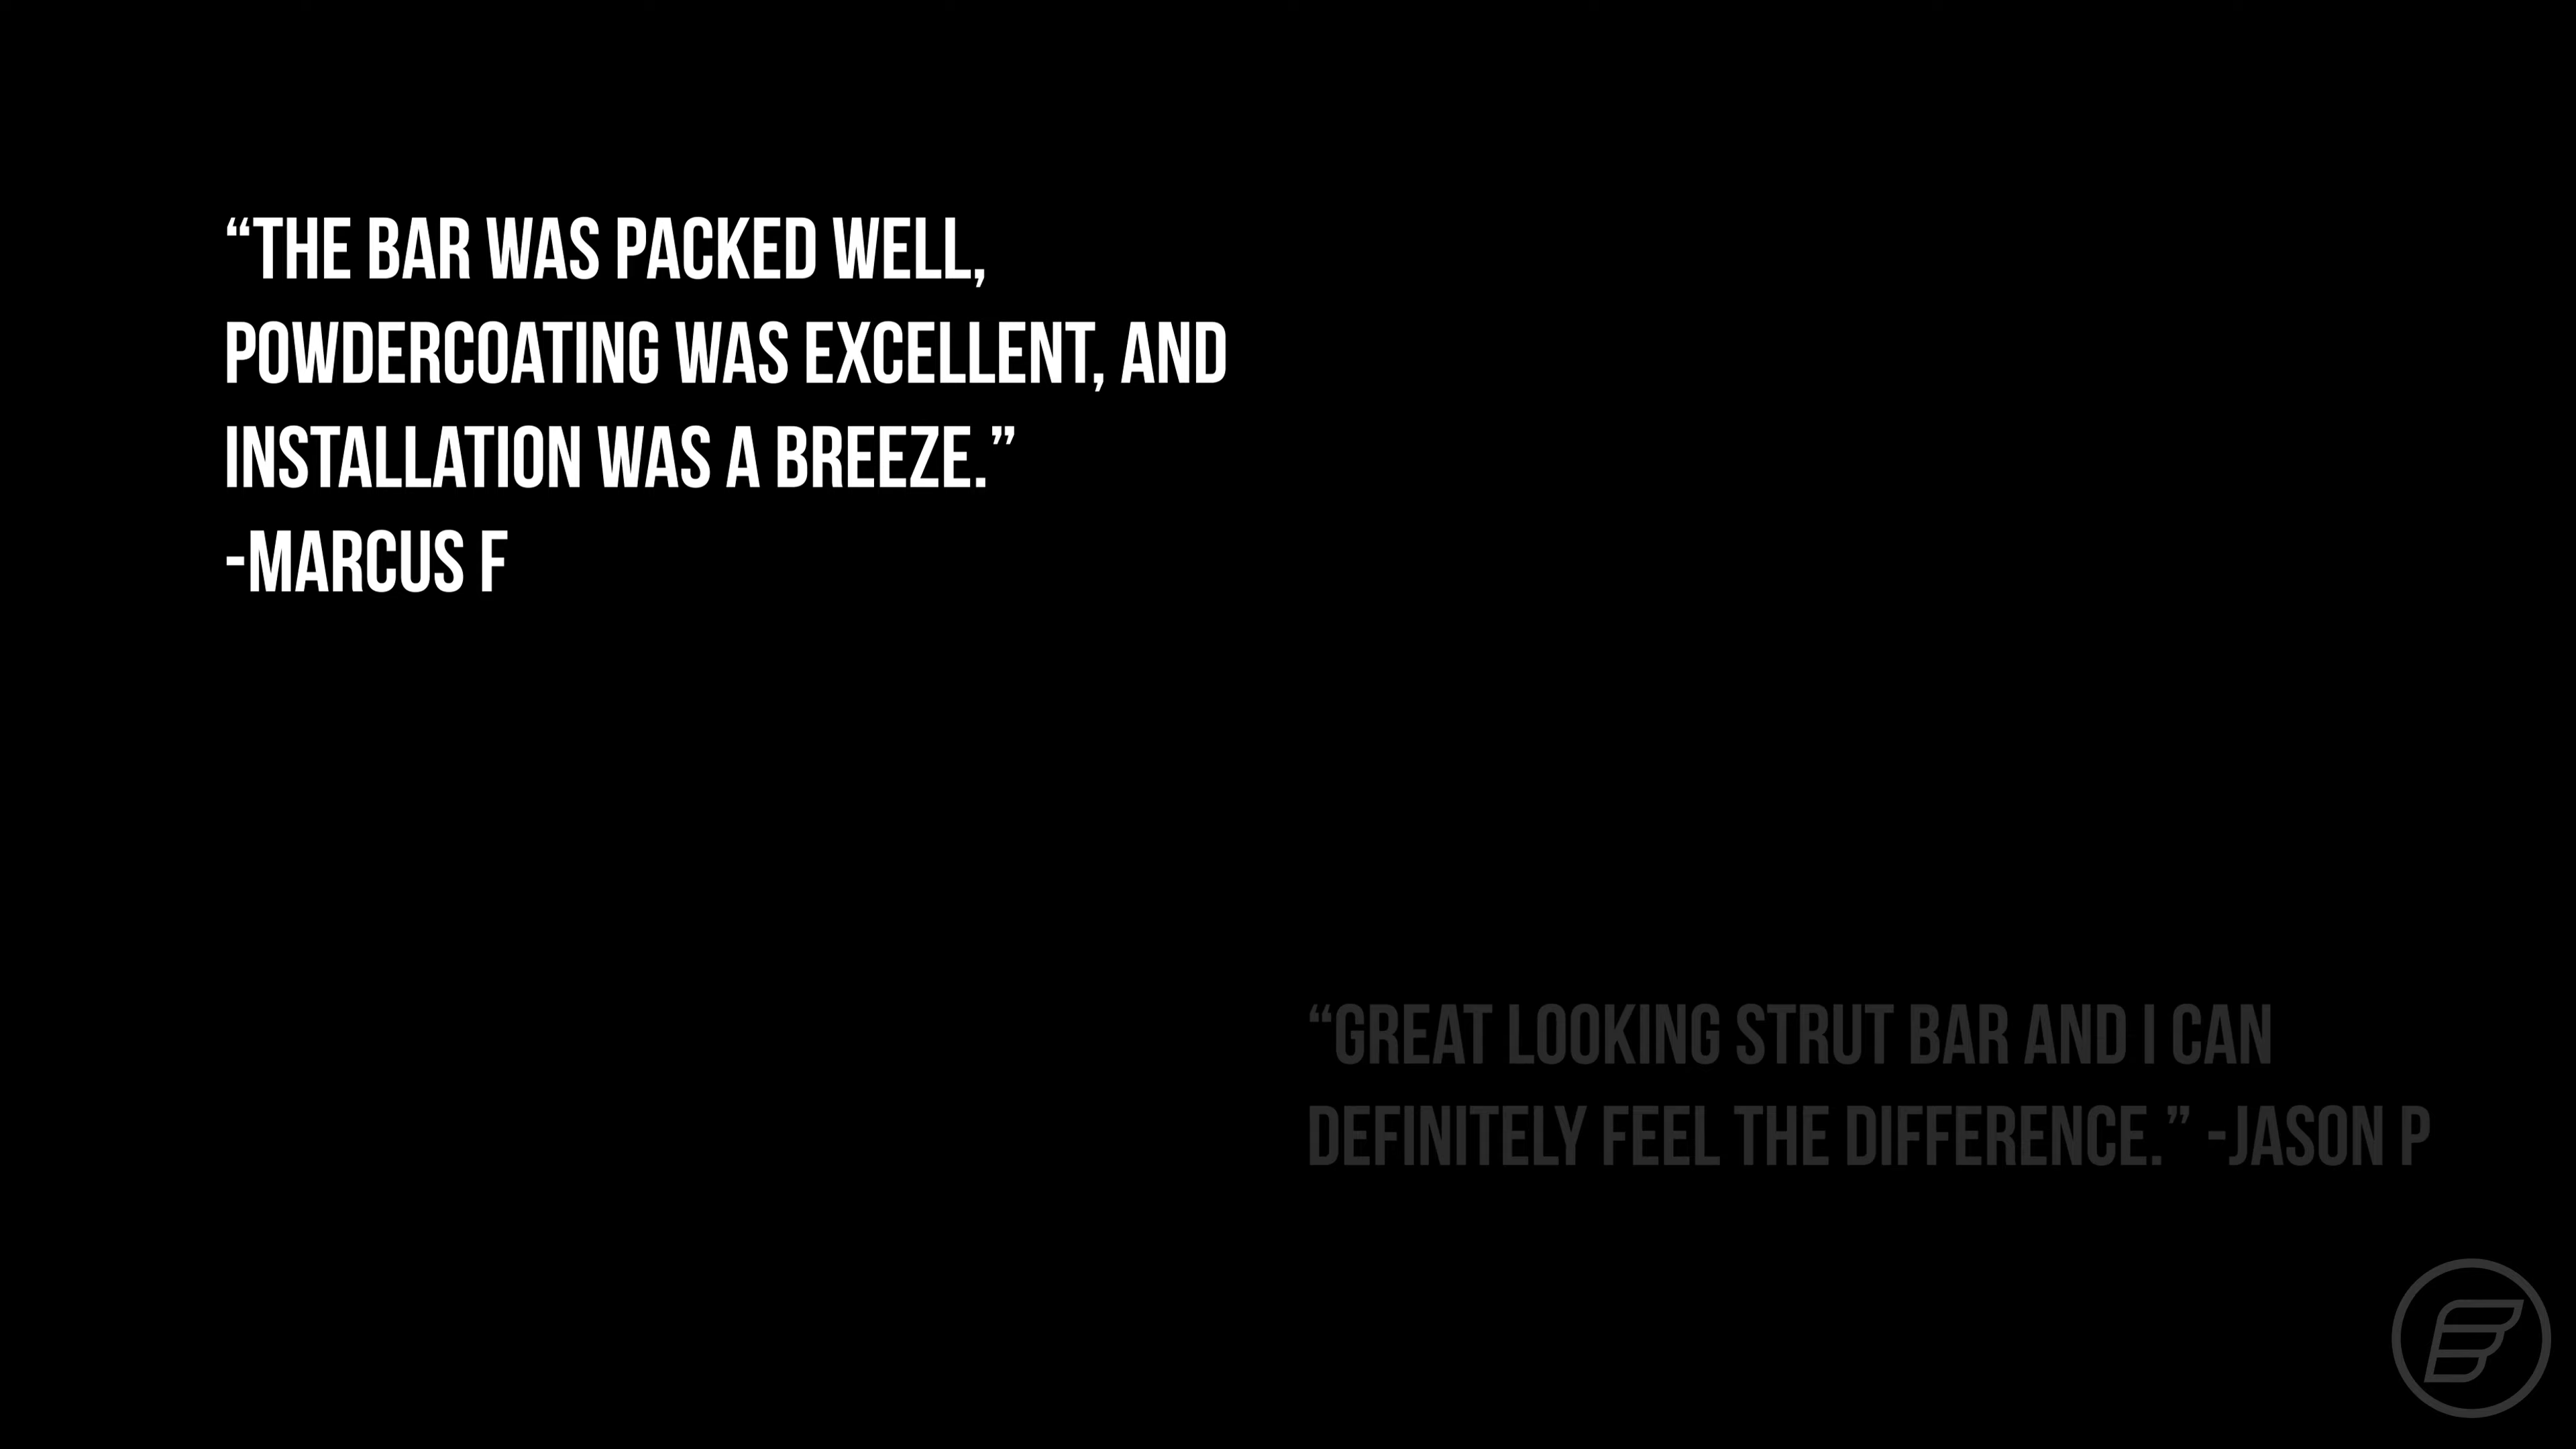 “THE BAR WAS PACKED WELL,
POWDERCOATING WAS EXCELLENT, AND
INSTALLATION WAS A BREEZE.”
-MARCUS F
“GREAT LOOKING STRUT BAR AND I CAN
DEFINITELY FEEL THE DIFFERENCE.” -JASON P